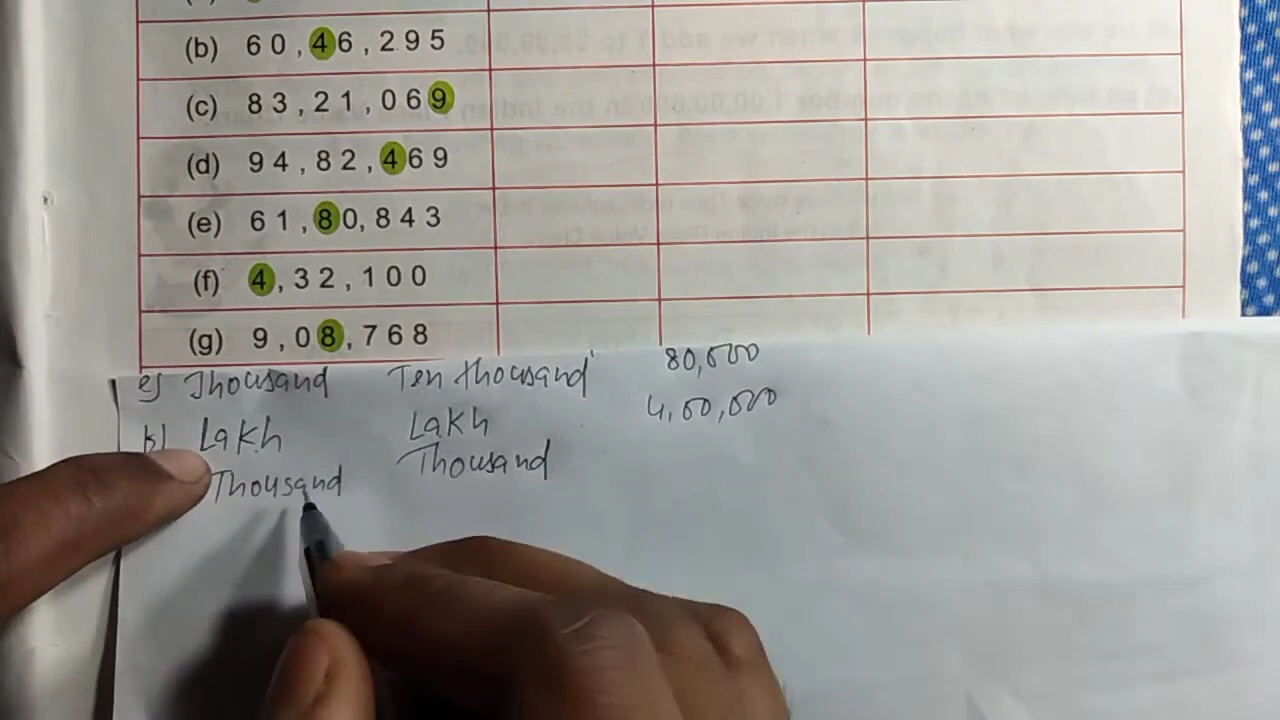 (b) 60,46,295
(c) 83,21,069
(d) 94,82,469
(e) 61,80,843
(f) 4,32,100
(g) 9,08,768
e) Thousand Ten thousand 80,000
Lakh Lakh 4,00,000
Thousand Thousand